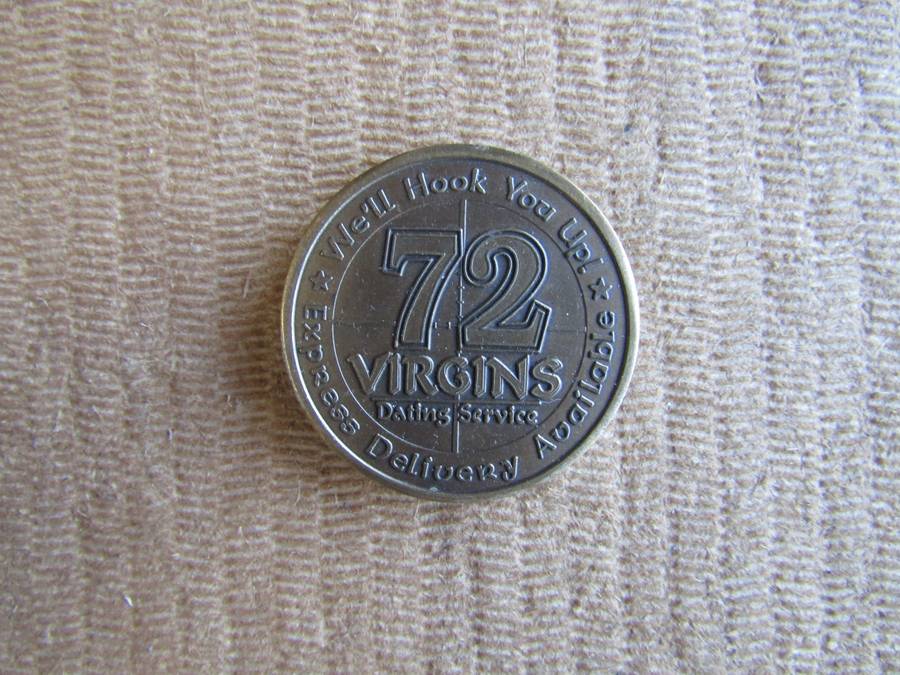 We'll Hook You Up!
72
VIRGINS
Dating Service
Express Delivery Available